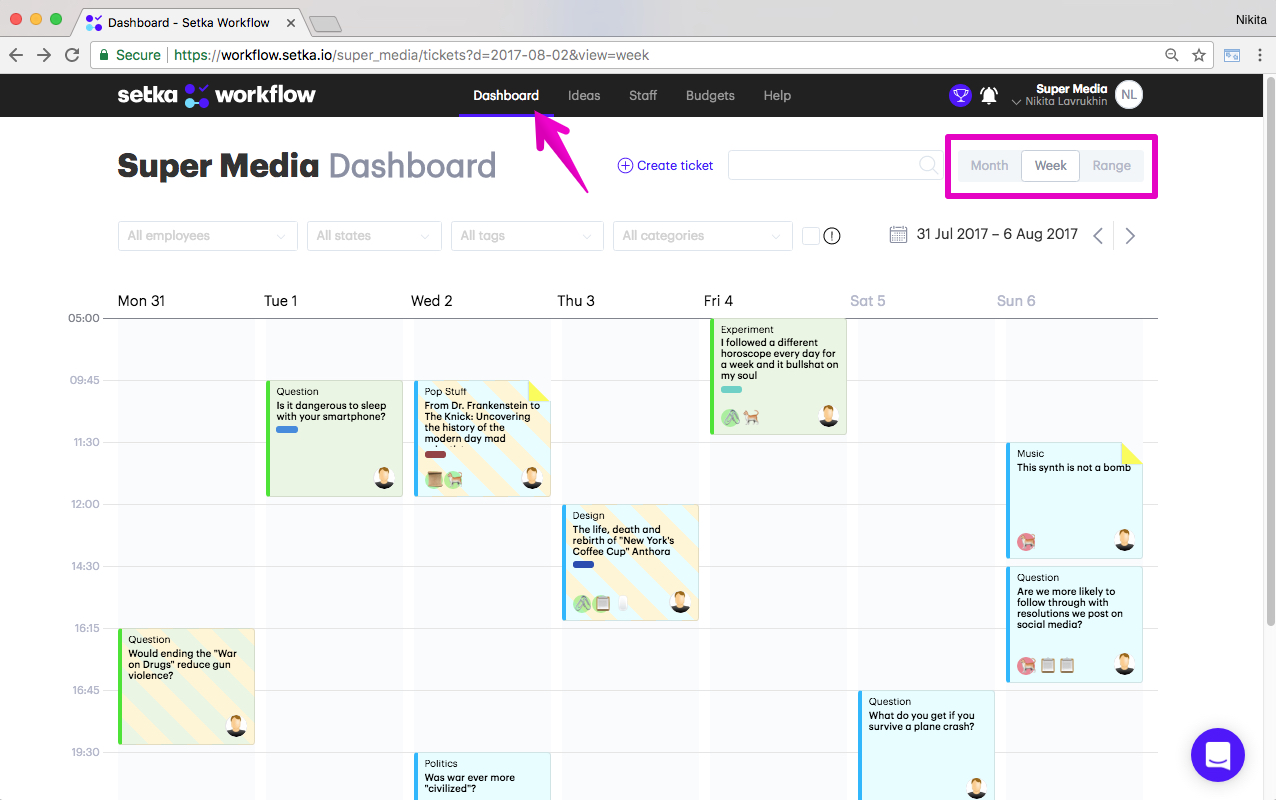 Dashboard - Setka Workflow
Nikita
Secure
https://workflow.setka.io/super_media/tickets?d=2017-08-02&view=week
setka workflow
Dashboard
Ideas
Staff
Budgets
Help
Super Media
Nikita Lavrukhin
NL
Super Media Dashboard
Create ticket
Month
Week
Range
All employees
All states
All tags
All categories
31 Jul 2017 – 6 Aug 2017
Mon 31
Tue 1
Wed 2
Thu 3
Fri 4
Sat 5
Sun 6
05:00
Experiment
I followed a different
horoscope every day for
a week and it bullshat on
my soul
09:45
Question
Is it dangerous to sleep
with your smartphone?
Pop Stuff
From Dr. Frankenstein to
The Knick: Uncovering
the history of the
modern day mad
11:30
Music
This synth is not a bomb
12:00
Design
The life, death and
rebirth of "New York's
Coffee Cup" Anthora
14:30
Question
Are we more likely to
follow through with
resolutions we post on
social media?
16:15
Question
Would ending the "War
on Drugs" reduce gun
violence?
16:45
Question
What do you get if you
survive a plane crash?
19:30
Politics
Was war ever more
"civilized"?